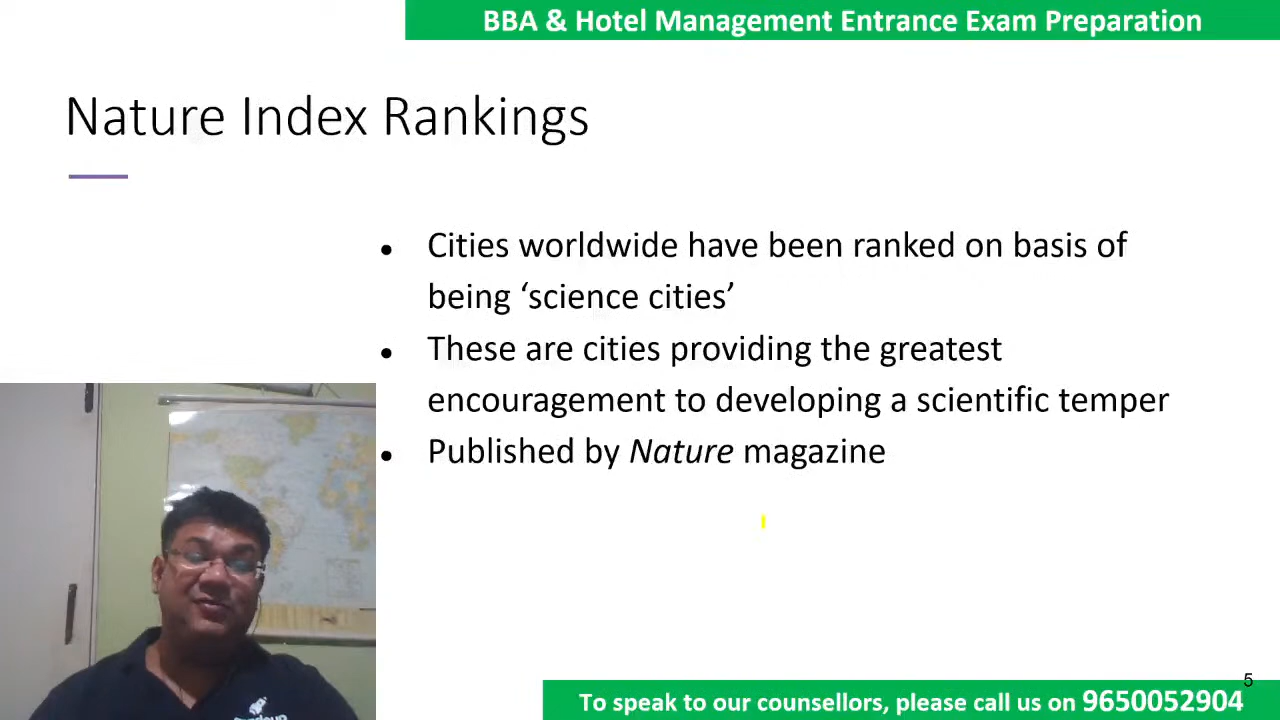 BBA & Hotel Management Entrance Exam Preparation
Nature Index Rankings
● Cities worldwide have been ranked on basis of
being ‘science cities’
● These are cities providing the greatest
encouragement to developing a scientific temper
● Published by Nature magazine
5
To speak to our counsellors, please call us on 9650052904